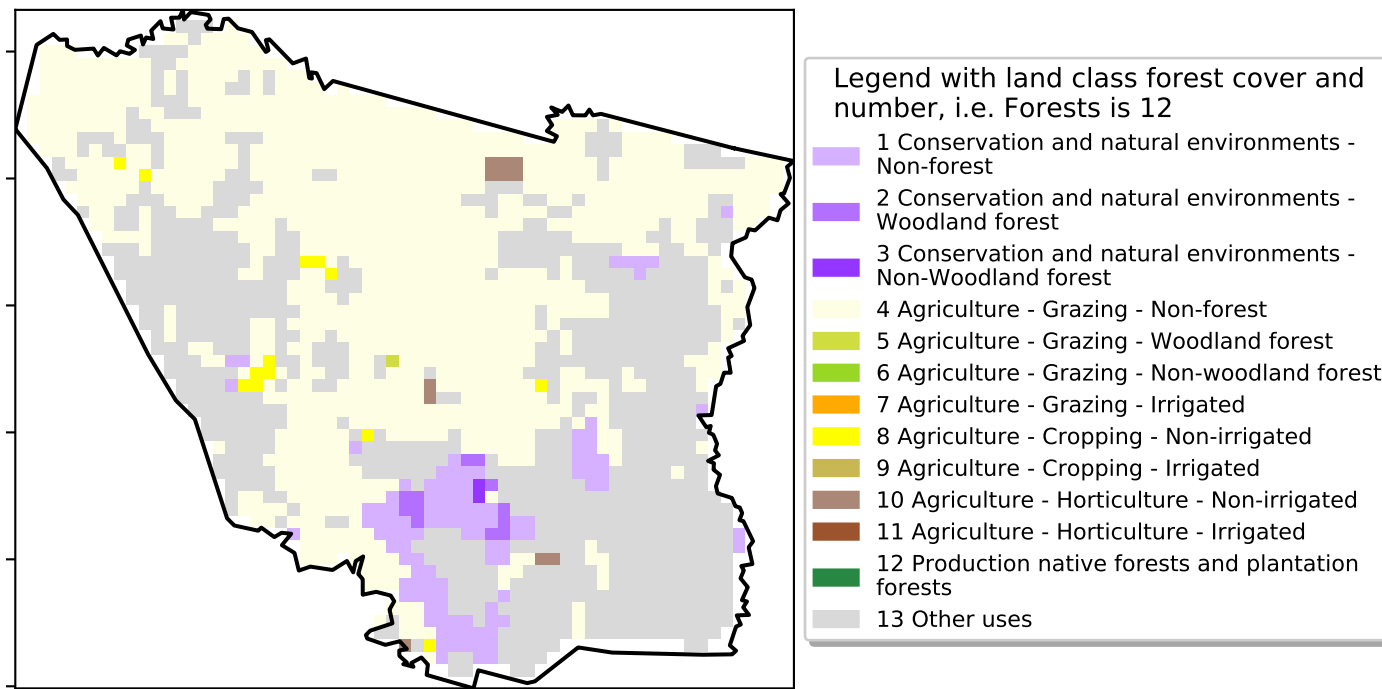 Legend with land class forest cover and
number, i.e. Forests is 12
1 Conservation and natural environments -
Non-forest
2 Conservation and natural environments -
Woodland forest
3 Conservation and natural environments -
Non-Woodland forest
4 Agriculture - Grazing - Non-forest
5 Agriculture - Grazing - Woodland forest
6 Agriculture - Grazing - Non-woodland forest
7 Agriculture - Grazing - Irrigated
8 Agriculture - Cropping - Non-irrigated
9 Agriculture - Cropping - Irrigated
10 Agriculture - Horticulture - Non-irrigated
11 Agriculture - Horticulture - Irrigated
12 Production native forests and plantation
forests
13 Other uses